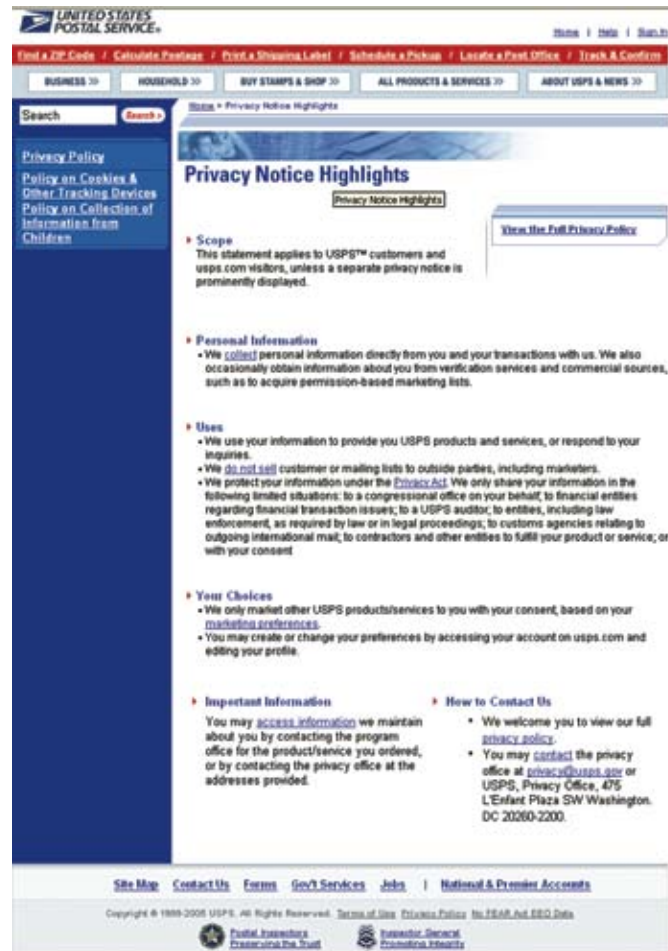 UNITED STATES
POSTAL SERVICE®
Home | Help | Sign In
Find a ZIP Code / Calculate Postage / Print a Shipping Label / Schedule a Pickup / Locate a Post Office / Track & Confirm
BUSINESS >> HOUSEHOLD >> BUY STAMPS & SHOP >> ALL PRODUCTS & SERVICES >> ABOUT USPS & NEWS >>
Search Search >
Home > Privacy Notice Highlights
Privacy Policy
Policy on Cookies &
Other Tracking Devices
Policy on Collection of
Information from
Children
Privacy Notice Highlights
Privacy Notice Highlights
View the Full Privacy Policy
Scope
This statement applies to USPS™ customers and
usps.com visitors, unless a separate privacy notice is
prominently displayed.
Personal Information
• We collect personal information directly from you and your transactions with us. We also
occasionally obtain information about you from verification services and commercial sources,
such as to acquire permission-based marketing lists.
Uses
• We use your information to provide you USPS products and services, or respond to your
inquiries.
• We do not sell customer or mailing lists to outside parties, including marketers.
• We protect your information under the Privacy Act. We only share your information in the
following limited situations: to a congressional office on your behalf; to financial entities
regarding financial transaction issues; to a USPS auditor; to entities, including law
enforcement, as required by law or in legal proceedings; to customs agencies relating to
outgoing international mail; to contractors and other entities to fulfill your product or service; or
with your consent
Your Choices
• We only market other USPS products/services to you with your consent, based on your
marketing preferences.
• You may create or change your preferences by accessing your account on usps.com and
editing your profile.
Important Information
You may access information we maintain
about you by contacting the program
office for the product/service you ordered,
or by contacting the privacy office at the
addresses provided.
How to Contact Us
• We welcome you to view our full
privacy policy.
• You may contact the privacy
office at privacy@usps.gov or
USPS, Privacy Office, 475
L'Enfant Plaza SW Washington.
DC 20260-2200.
Site Map Contact Us Forms Gov't Services Jobs | National & Premier Accounts
Copyright © 1999-2005 USPS. All Rights Reserved. Terms of Use Privacy Policy No FEAR Act EEO Data
Postal Inspectors
Preserving the Trust
Inspector General
Promoting Integrity